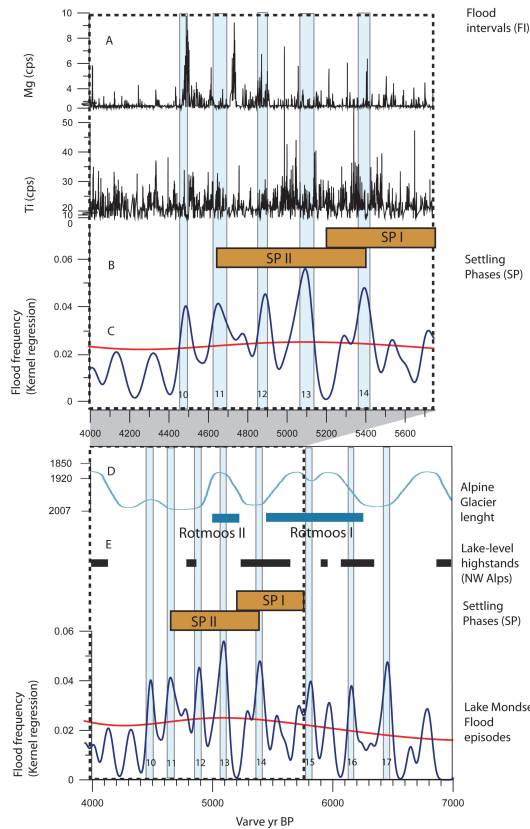 Flood
intervals (FI)
10
8
6
4
2
0
Mg (cps)
A
50
40
30
20
10
0
Ti (cps)
SP I
SP II
B
Settling
Phases (SP)
0.06
0.04
0.02
0
Flood frequency
(Kernel regression)
C
10 11 12 13 14
4000 4200 4400 4600 4800 5000 5200 5400 5600
1850
1920
2007
D
Alpine
Glacier
lenght
Rotmoos II Rotmoos I
E
Lake-level
highstands
(NW Alps)
SP I
SP II
Settling
Phases (SP)
0.06
0.04
0.02
0
Flood frequency
(Kernel regression)
Lake Mondse
Flood
episodes
10 11 12 13 14 15 16 17
4000 5000 6000 7000
Varve yr BP